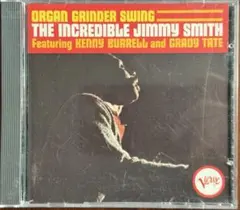 ORGAN GRINDER SWING
THE INCREDIBLE JIMMY SMITH
Featuring KENNY BURRELL and GRADY TATE
Verve